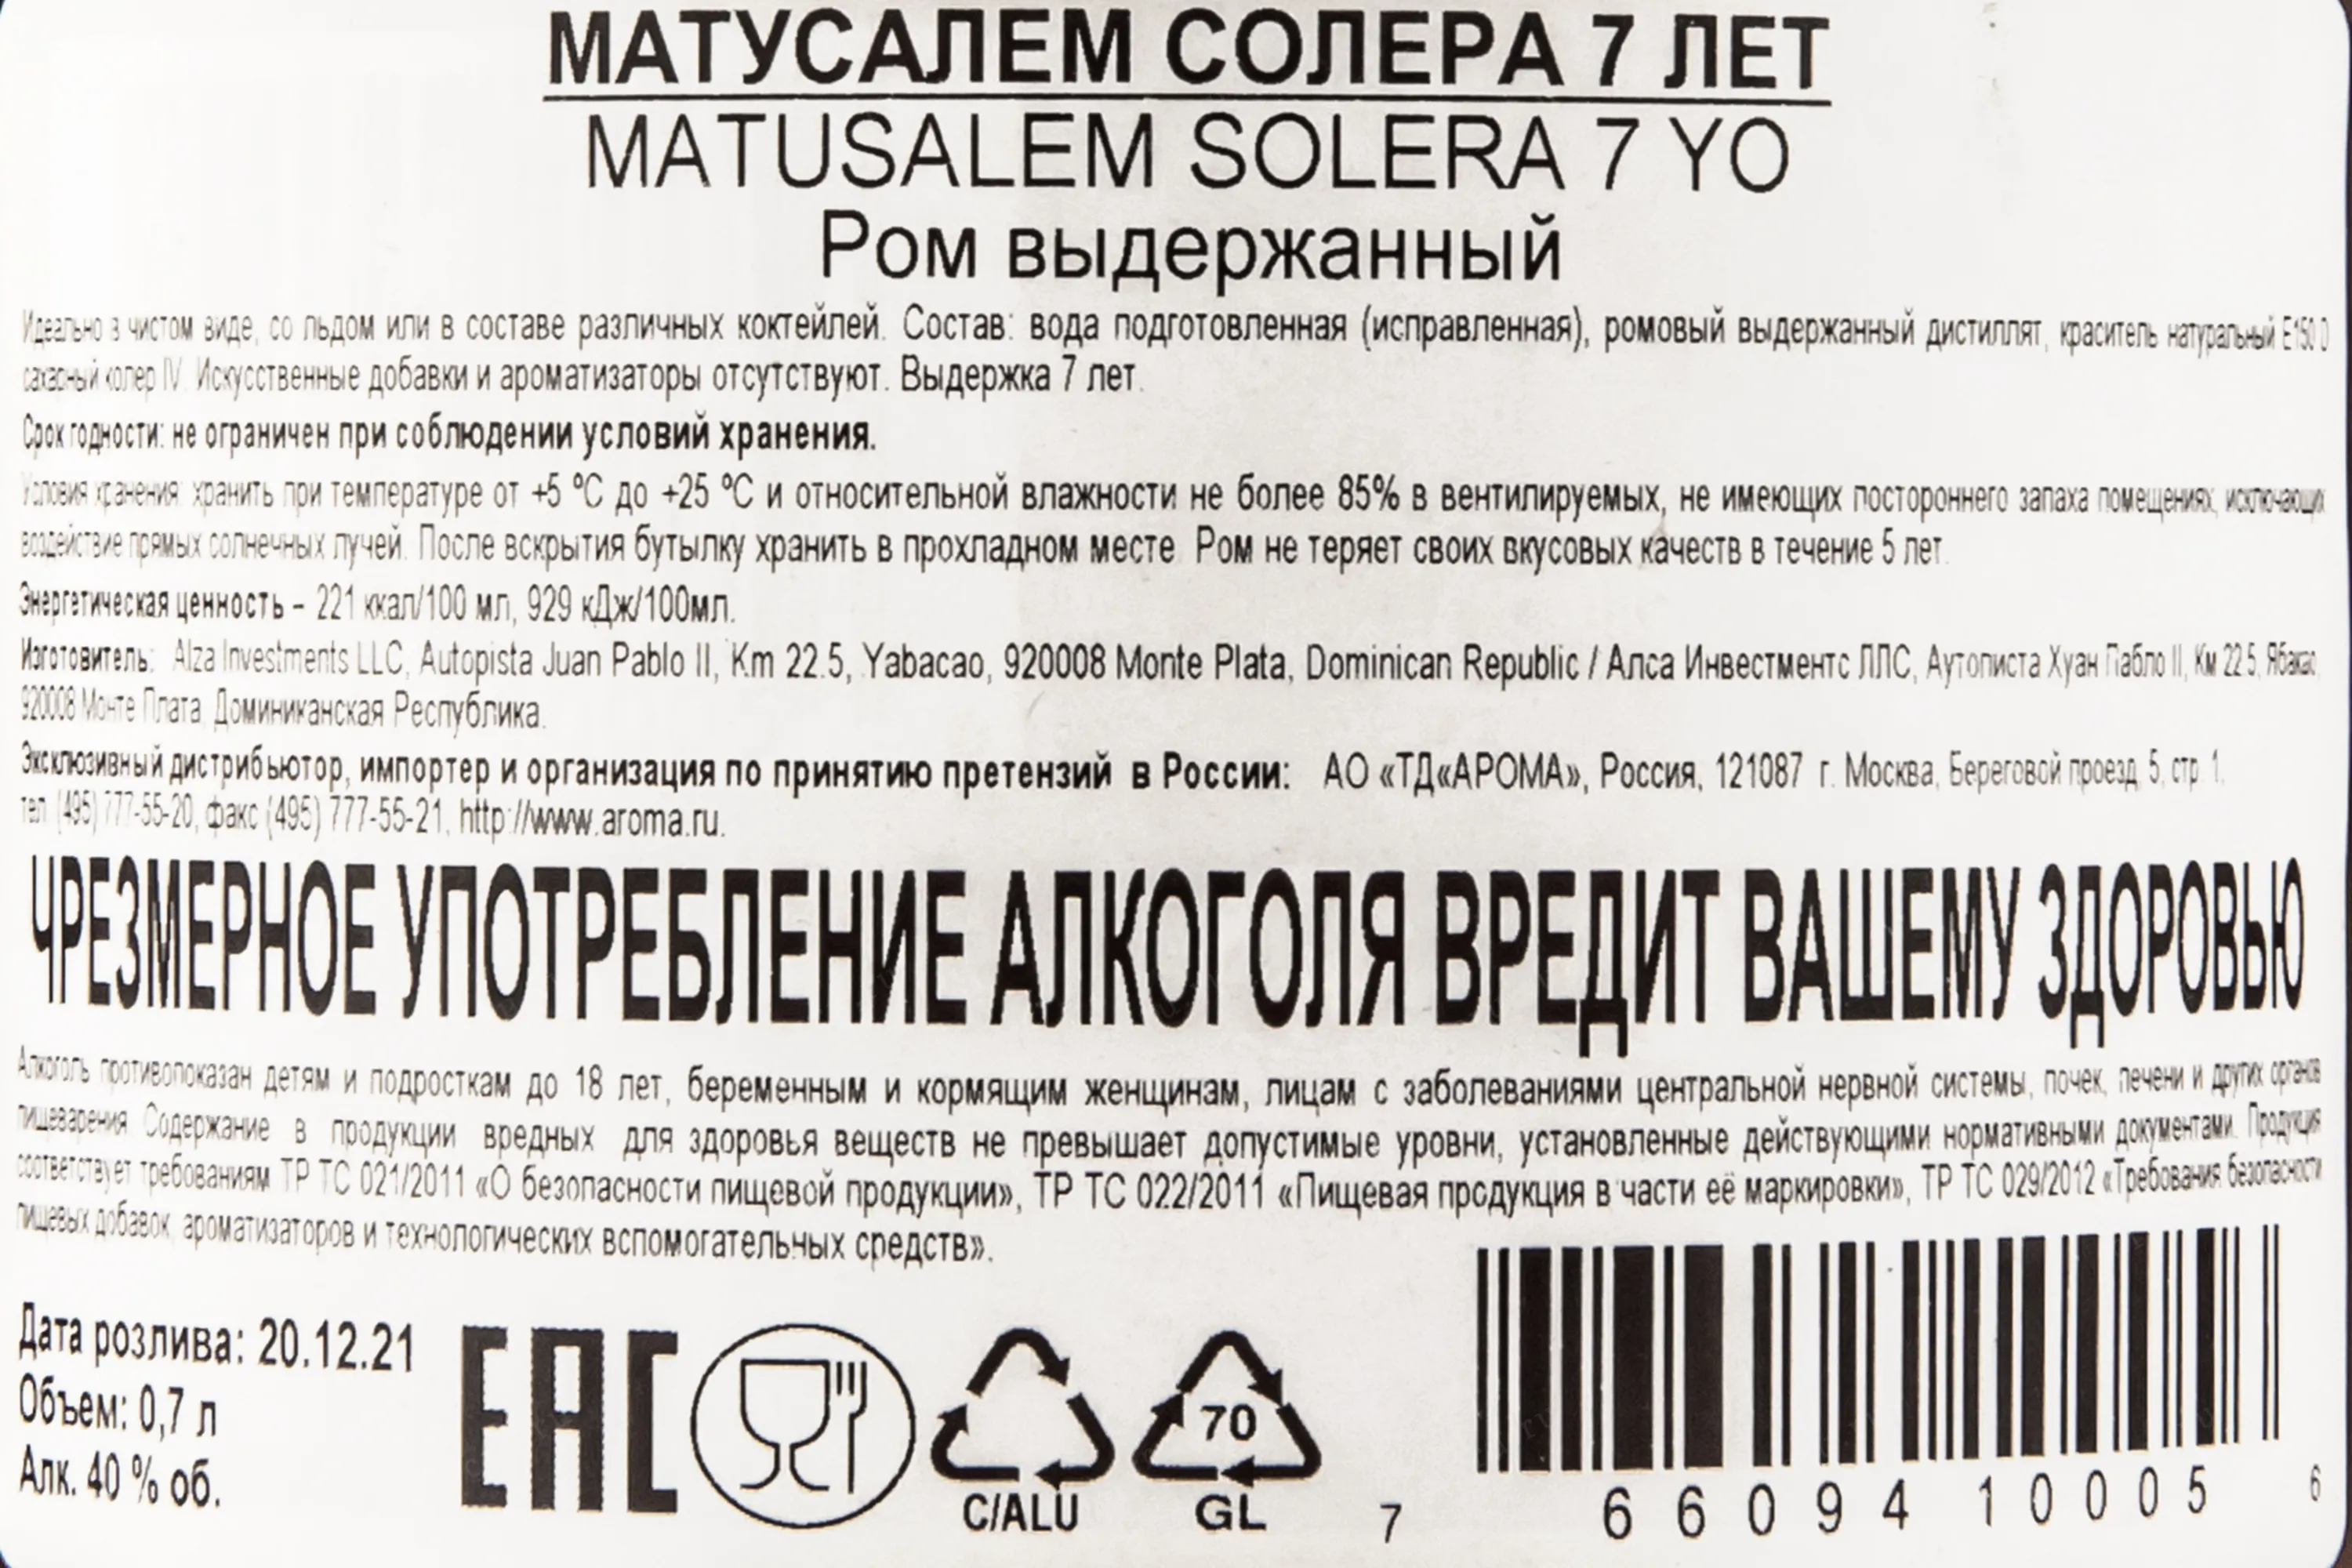 МАТУСАЛЕМ СОЛЕРА 7 ЛЕТ
MATUSALEM SOLERA 7 YO
Ром выдержанный
Идеально в чистом виде, со льдом или в составе различных коктейлей. Состав: вода подготовленная (исправленная), ромовый выдержанный дистиллят, краситель натуральный Е150 D
сахарный колер IV. Искусственные добавки и ароматизаторы отсутствуют. Выдержка 7 лет.
Срок годности: не ограничен при соблюдении условий хранения.
Условия хранения: хранить при температуре от +5 °С до +25 °С и относительной влажности не более 85% в вентилируемых, не имеющих постороннего запаха помещениях, исключающих
воздействие прямых солнечных лучей. После вскрытия бутылку хранить в прохладном месте. Ром не теряет своих вкусовых качеств в течение 5 лет.
Энергетическая ценность – 221 ккал/100 мл, 929 кДж/100мл.
Изготовитель: Alza Investments LLC, Autopista Juan Pablo II, Km 22.5, Yabacao, 920008 Monte Plata, Dominican Republic / Алса Инвестментс ЛЛС, Аутописта Хуан Пабло II, Км 22.5, Ябакао,
920008 Монте Плата, Доминиканская Республика.
Эксклюзивный дистрибьютор, импортер и организация по принятию претензий в России: АО «ТД«АРОМА», Россия, 121087 г. Москва, Береговой проезд, 5, стр. 1,
тел. (495) 777-55-20, факс (495) 777-55-21, http://www.aroma.ru.
ЧРЕЗМЕРНОЕ УПОТРЕБЛЕНИЕ АЛКОГОЛЯ ВРЕДИТ ВАШЕМУ ЗДОРОВЬЮ
Алкоголь противопоказан детям и подросткам до 18 лет, беременным и кормящим женщинам, лицам с заболеваниями центральной нервной системы, почек, печени и других органов
пищеварения. Содержание в продукции вредных для здоровья веществ не превышает допустимые уровни, установленные действующими нормативными документами. Продукция
соответствует требованиям ТР ТС 021/2011 «О безопасности пищевой продукции», ТР ТС 022/2011 «Пищевая продукция в части её маркировки», ТР ТС 029/2012 «Требования безопасности
пищевых добавок, ароматизаторов и технологических вспомогательных средств».
Дата розлива: 20.12.21
Объем: 0,7 л
Алк. 40 % об.
ЕАС
C/ALU
70
GL
7 66094 10005 6